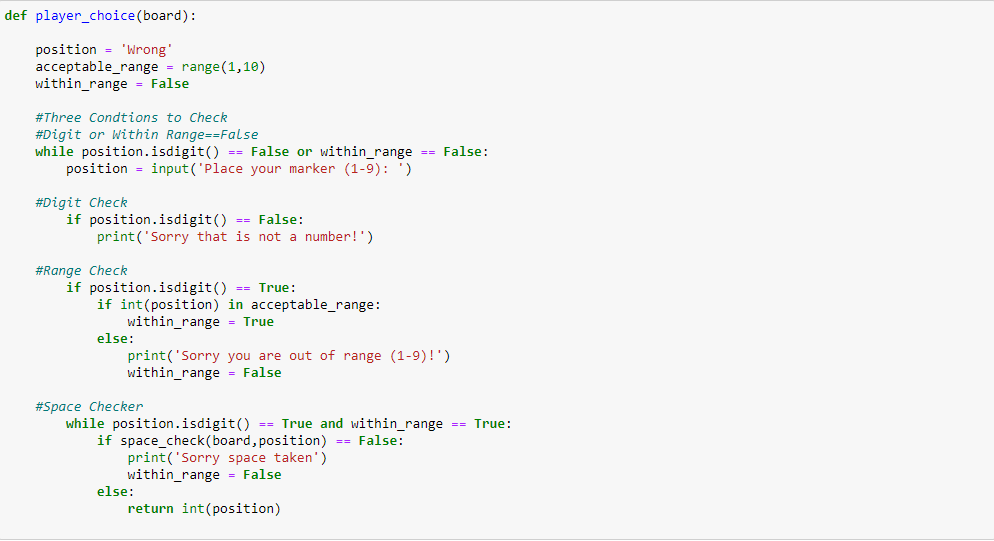 def player_choice(board):
    position = 'Wrong'
    acceptable_range = range(1,10)
    within_range = False
    #Three Condtions to Check
    #Digit or Within Range==False
    while position.isdigit() == False or within_range == False:
        position = input('Place your marker (1-9): ')
    #Digit Check
        if position.isdigit() == False:
            print('Sorry that is not a number!')
    #Range Check
        if position.isdigit() == True:
            if int(position) in acceptable_range:
                within_range = True
            else:
                print('Sorry you are out of range (1-9)!')
                within_range = False
    #Space Checker
        while position.isdigit() == True and within_range == True:
            if space_check(board,position) == False:
                print('Sorry space taken')
                within_range = False
            else:
                return int(position)